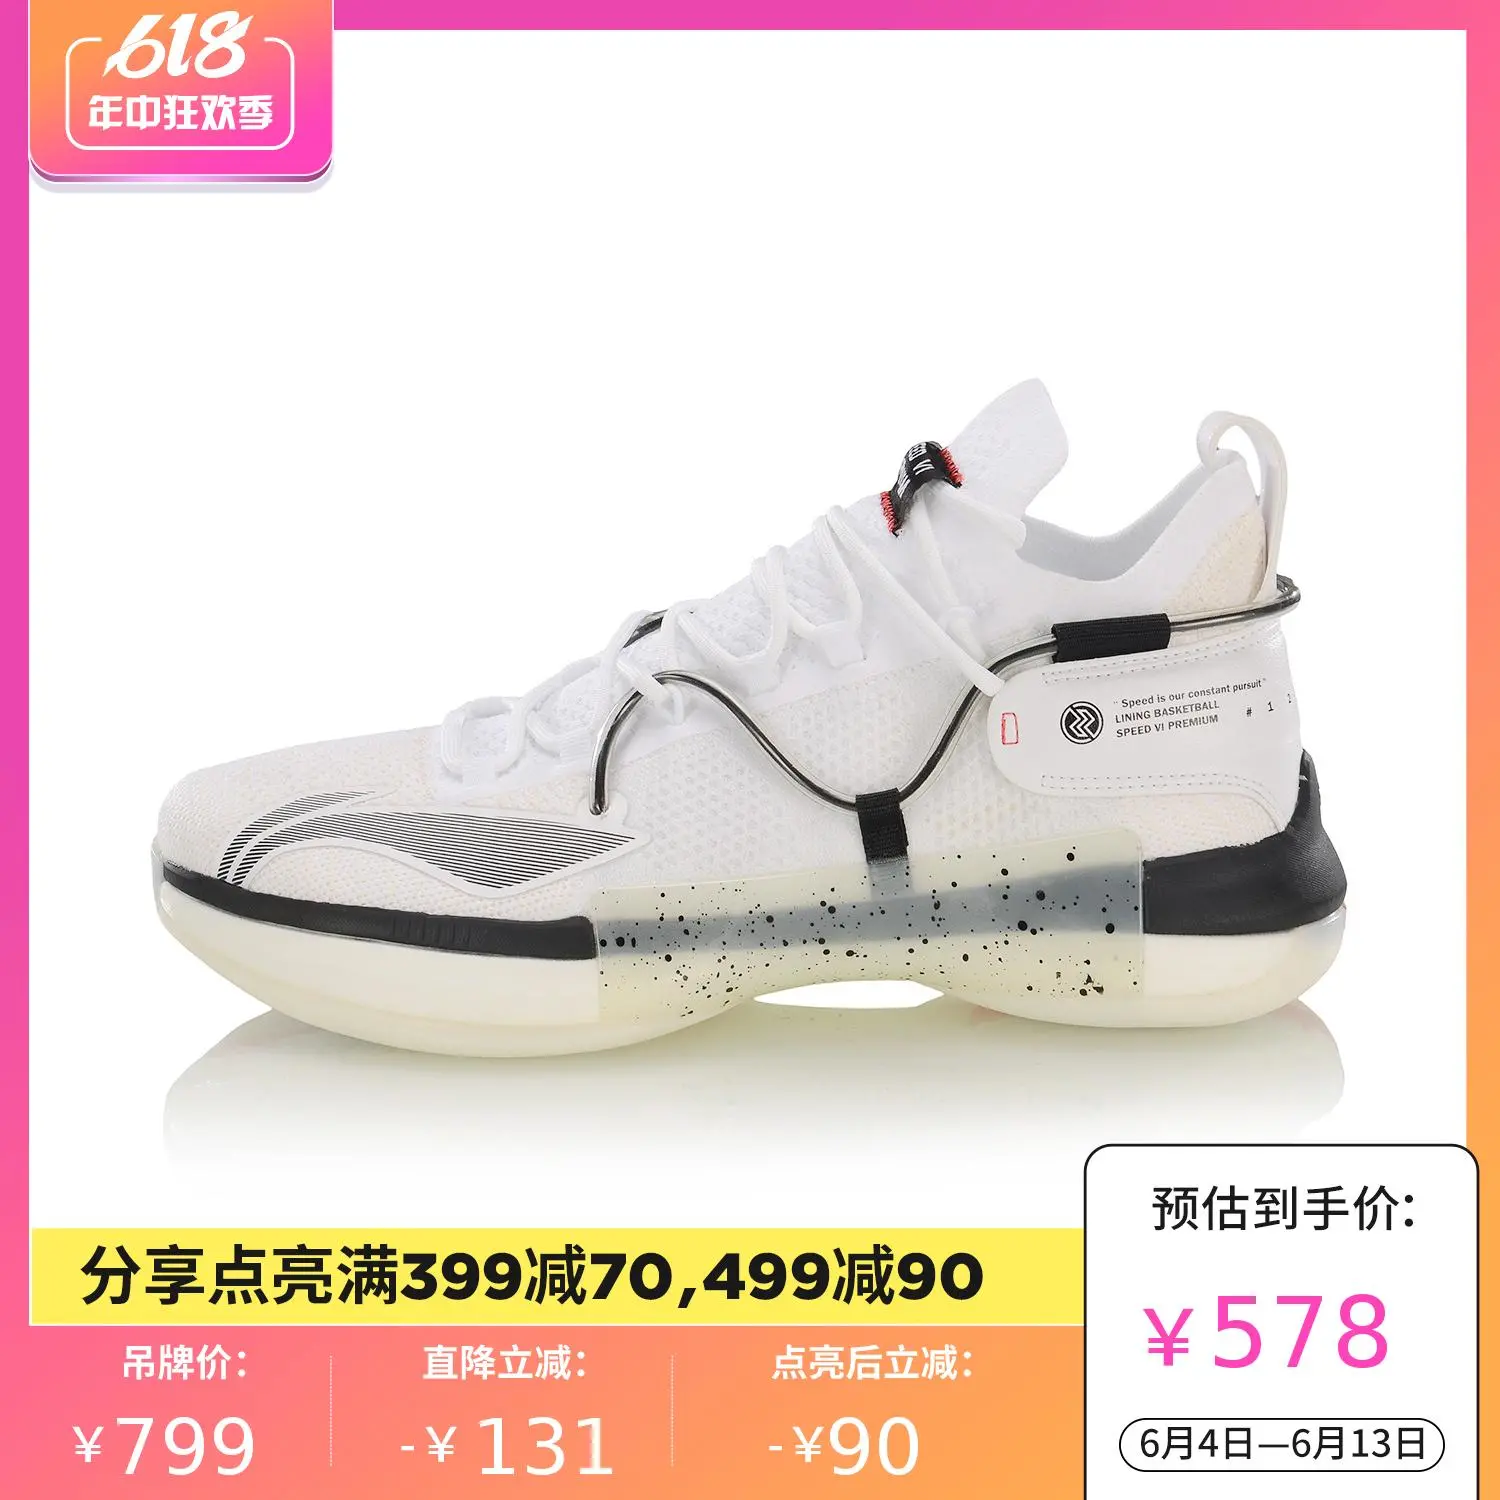 618
年中狂欢季
" Speed is our constant pursuit"
LINING BASKETBALL
SPEED VI PREMIUM
# 1 2
预估到手价:
¥578
6月4日—6月13日
分享点亮满399减70,499减90
吊牌价:
¥799
直降立减:
-¥131
点亮后立减:
-¥90